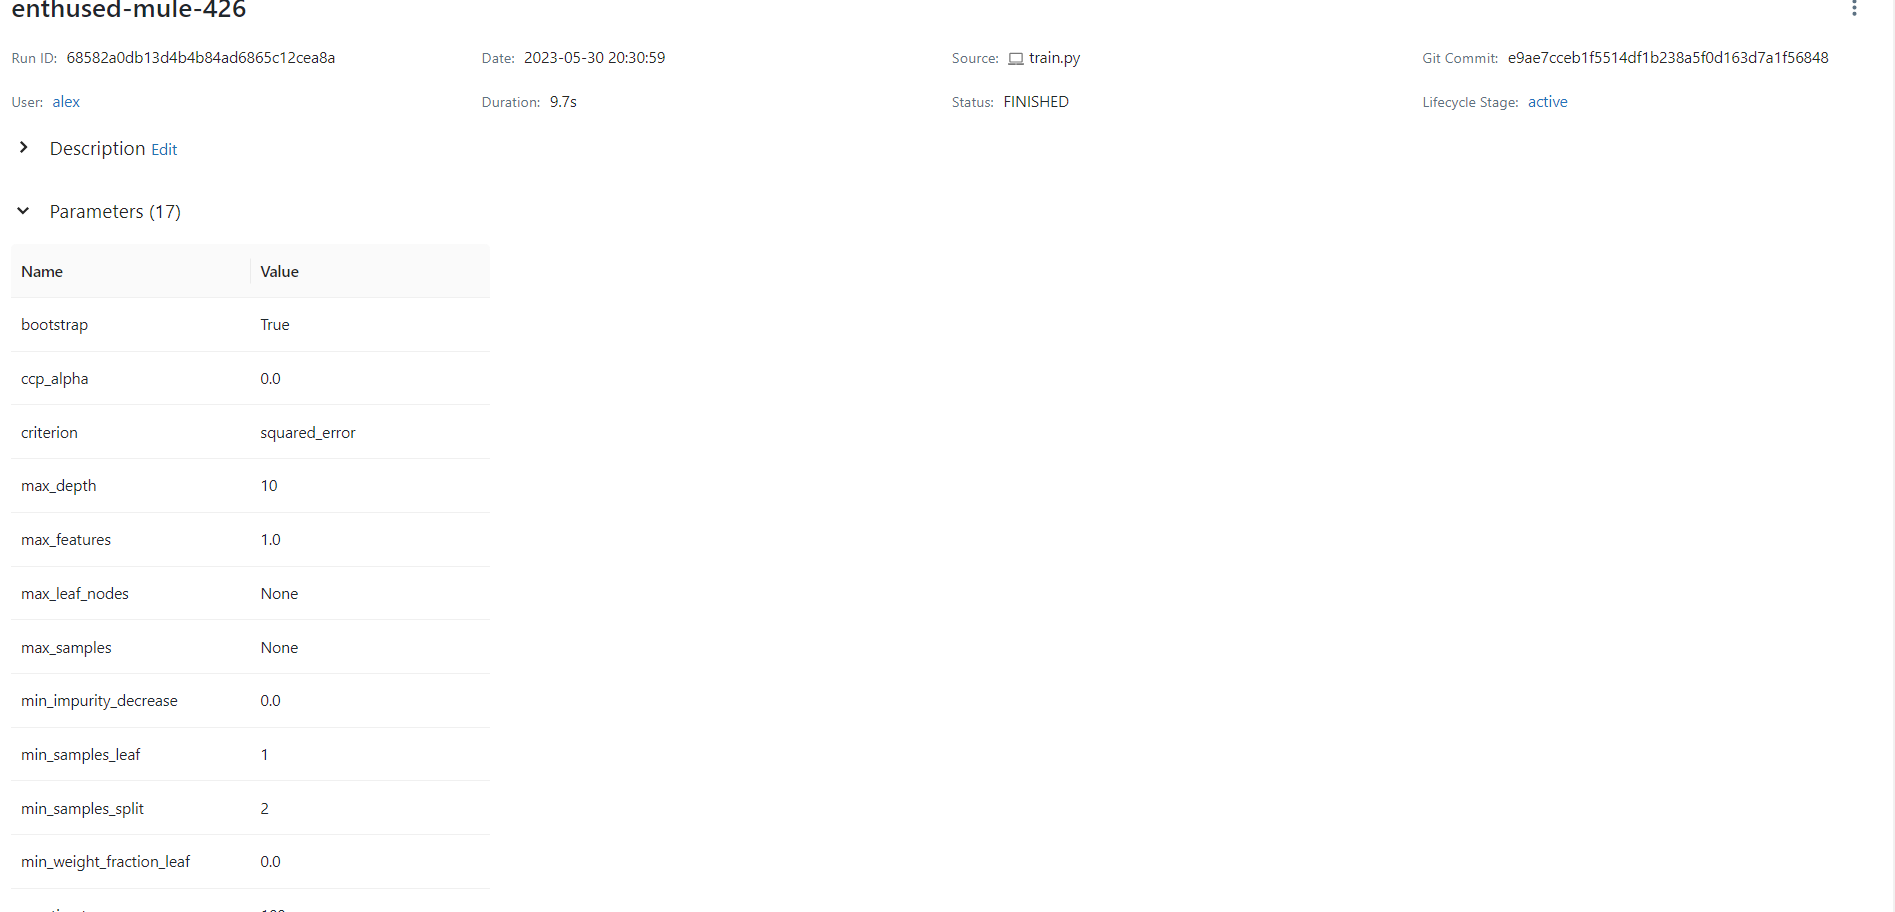 enthused-mule-426
Run ID: 68582a0db13d4b4b84ad6865c12cea8a Date: 2023-05-30 20:30:59 Source: train.py Git Commit: e9ae7cceb1f5514df1b238a5f0d163d7a1f56848
User: alex Duration: 9.7s Status: FINISHED Lifecycle Stage: active
Description Edit
Parameters (17)
Name Value
bootstrap True
ccp_alpha 0.0
criterion squared_error
max_depth 10
max_features 1.0
max_leaf_nodes None
max_samples None
min_impurity_decrease 0.0
min_samples_leaf 1
min_samples_split 2
min_weight_fraction_leaf 0.0